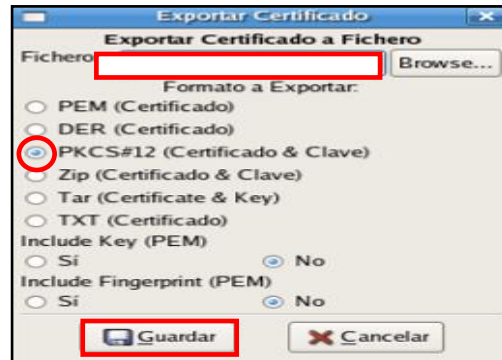 Exportar Certificado
Exportar Certificado a Fichero
Fichero Browse...
Formato a Exportar:
PEM (Certificado)
DER (Certificado)
PKCS#12 (Certificado & Clave)
Zip (Certificado & Clave)
Tar (Certificate & Key)
TXT (Certificado)
Include Key (PEM)
Sí No
Include Fingerprint (PEM)
Sí No
Guardar Cancelar